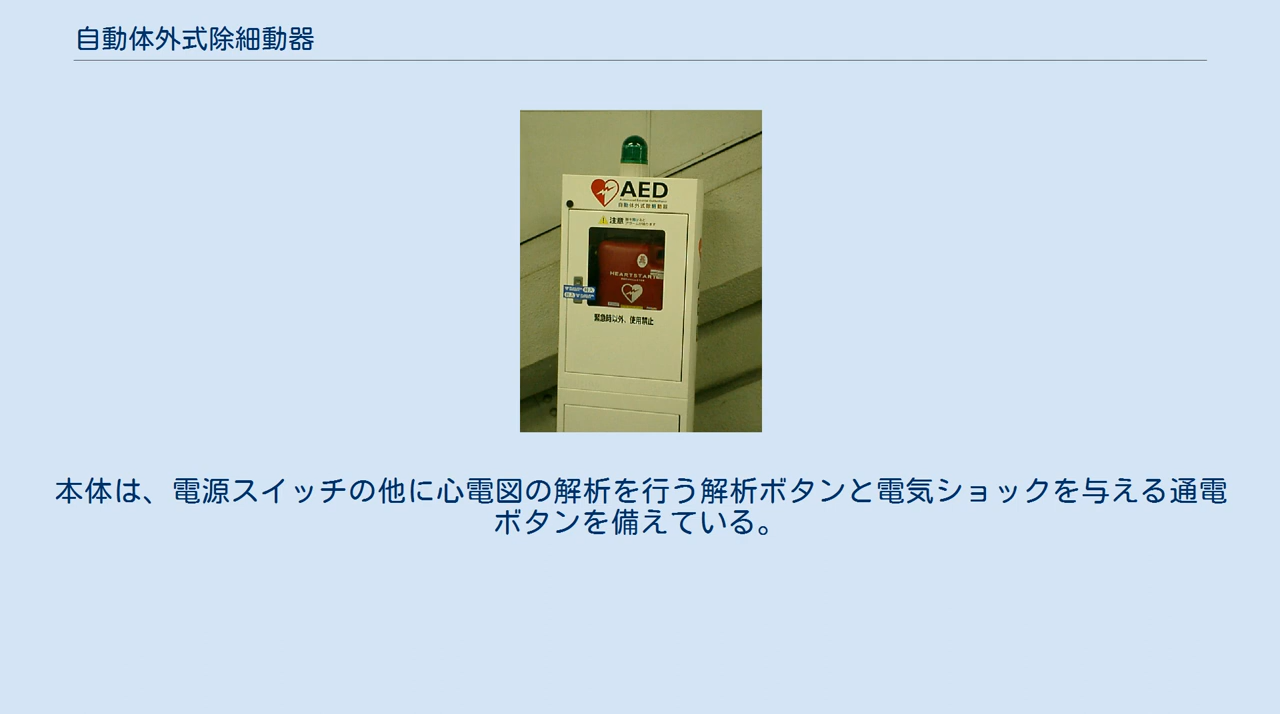 自動体外式除細動器
AED
自動体外式除細動器
注意
HEARTSTART
緊急時以外、使用禁止
本体は、電源スイッチの他に心電図の解析を行う解析ボタンと電気ショックを与える通電
ボタンを備えている。